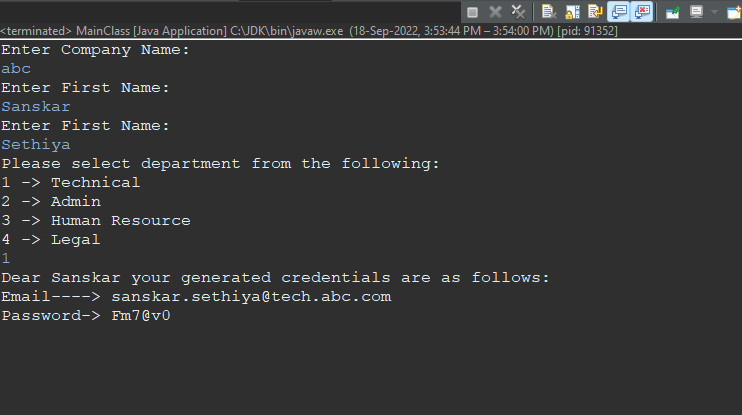 <terminated> MainClass [Java Application] C:\JDK\bin\javaw.exe (18-Sep-2022, 3:53:44 PM – 3:54:00 PM) [pid: 91352]
Enter Company Name:
abc
Enter First Name:
Sanskar
Enter First Name:
Sethiya
Please select department from the following:
1 -> Technical
2 -> Admin
3 -> Human Resource
4 -> Legal
1
Dear Sanskar your generated credentials are as follows:
Email----> sanskar.sethiya@tech.abc.com
Password-> Fm7@v0